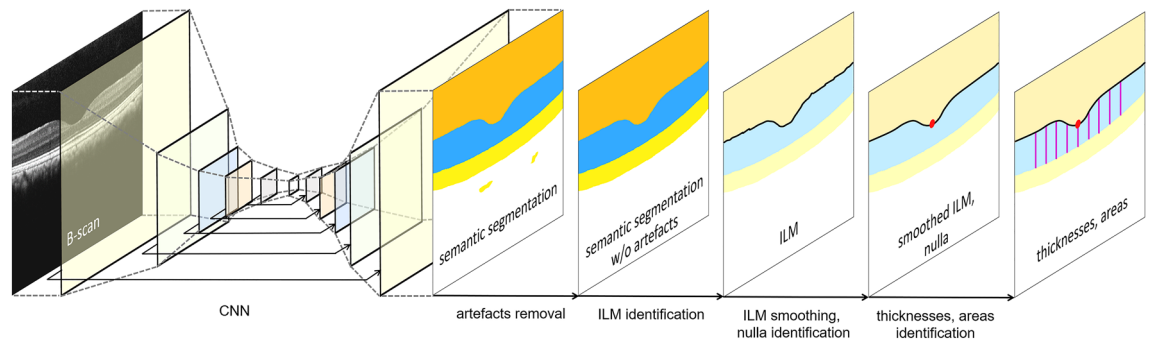 B-scan
semantic segmentation
semantic segmentation
w/o artefacts
ILM
smoothed ILM,
nulla
thicknesses, areas
CNN
artefacts removal
ILM identification
ILM smoothing,
nulla identification
thicknesses, areas
identification